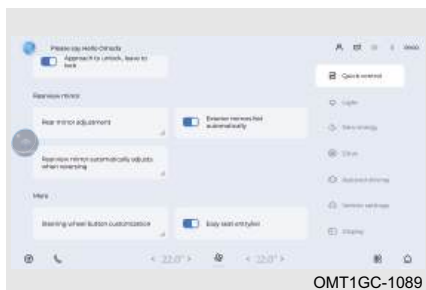 Please say Hello Omoda
Approach to unlock, leave to
lock
Quick control
Rearview mirror
Light
Rear mirror adjustment
Exterior mirrors fold
automatically
New energy
Rearview mirror automatically adjusts
when reversing
Drive
Assisted driving
More
Vehicle settings
Steering wheel button customization
Easy seat entry/exit
Display
< 22.0° >
< 22.0° >
OMT1GC-1089